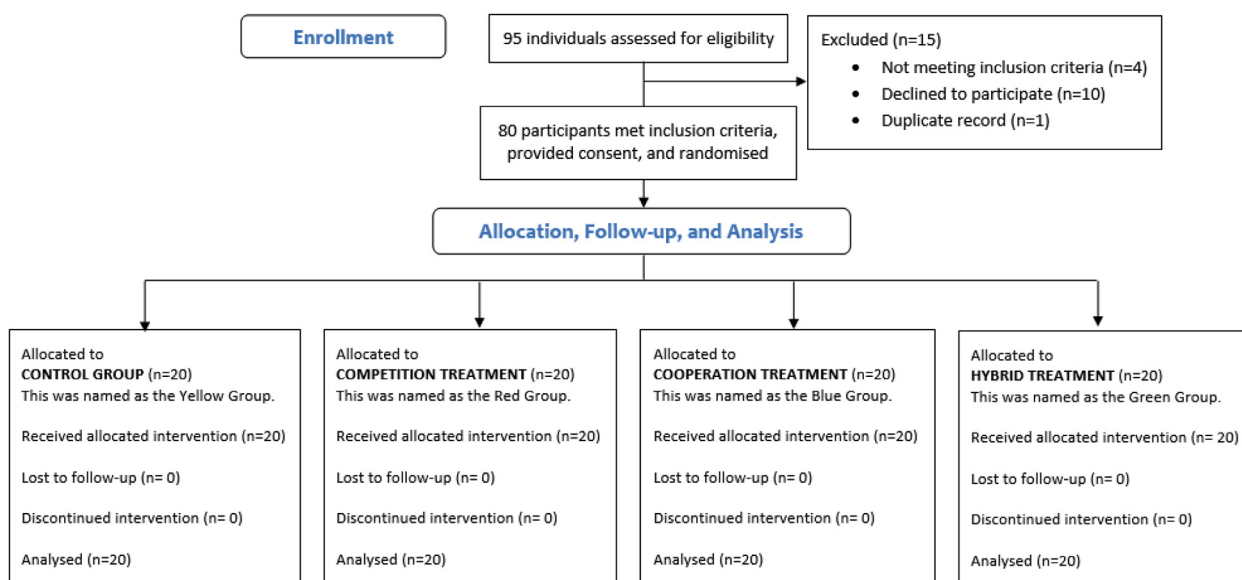 Enrollment
95 individuals assessed for eligibility
Excluded (n=15)
• Not meeting inclusion criteria (n=4)
• Declined to participate (n=10)
• Duplicate record (n=1)
80 participants met inclusion criteria,
provided consent, and randomised
Allocation, Follow-up, and Analysis
Allocated to
CONTROL GROUP (n=20)
This was named as the Yellow Group.
Received allocated intervention (n=20)
Lost to follow-up (n= 0)
Discontinued intervention (n= 0)
Analysed (n=20)
Allocated to
COMPETITION TREATMENT (n=20)
This was named as the Red Group.
Received allocated intervention (n=20)
Lost to follow-up (n= 0)
Discontinued intervention (n= 0)
Analysed (n=20)
Allocated to
COOPERATION TREATMENT (n=20)
This was named as the Blue Group.
Received allocated intervention (n=20)
Lost to follow-up (n= 0)
Discontinued intervention (n= 0)
Analysed (n=20)
Allocated to
HYBRID TREATMENT (n=20)
This was named as the Green Group.
Received allocated intervention (n= 20)
Lost to follow-up (n= 0)
Discontinued intervention (n= 0)
Analysed (n=20)